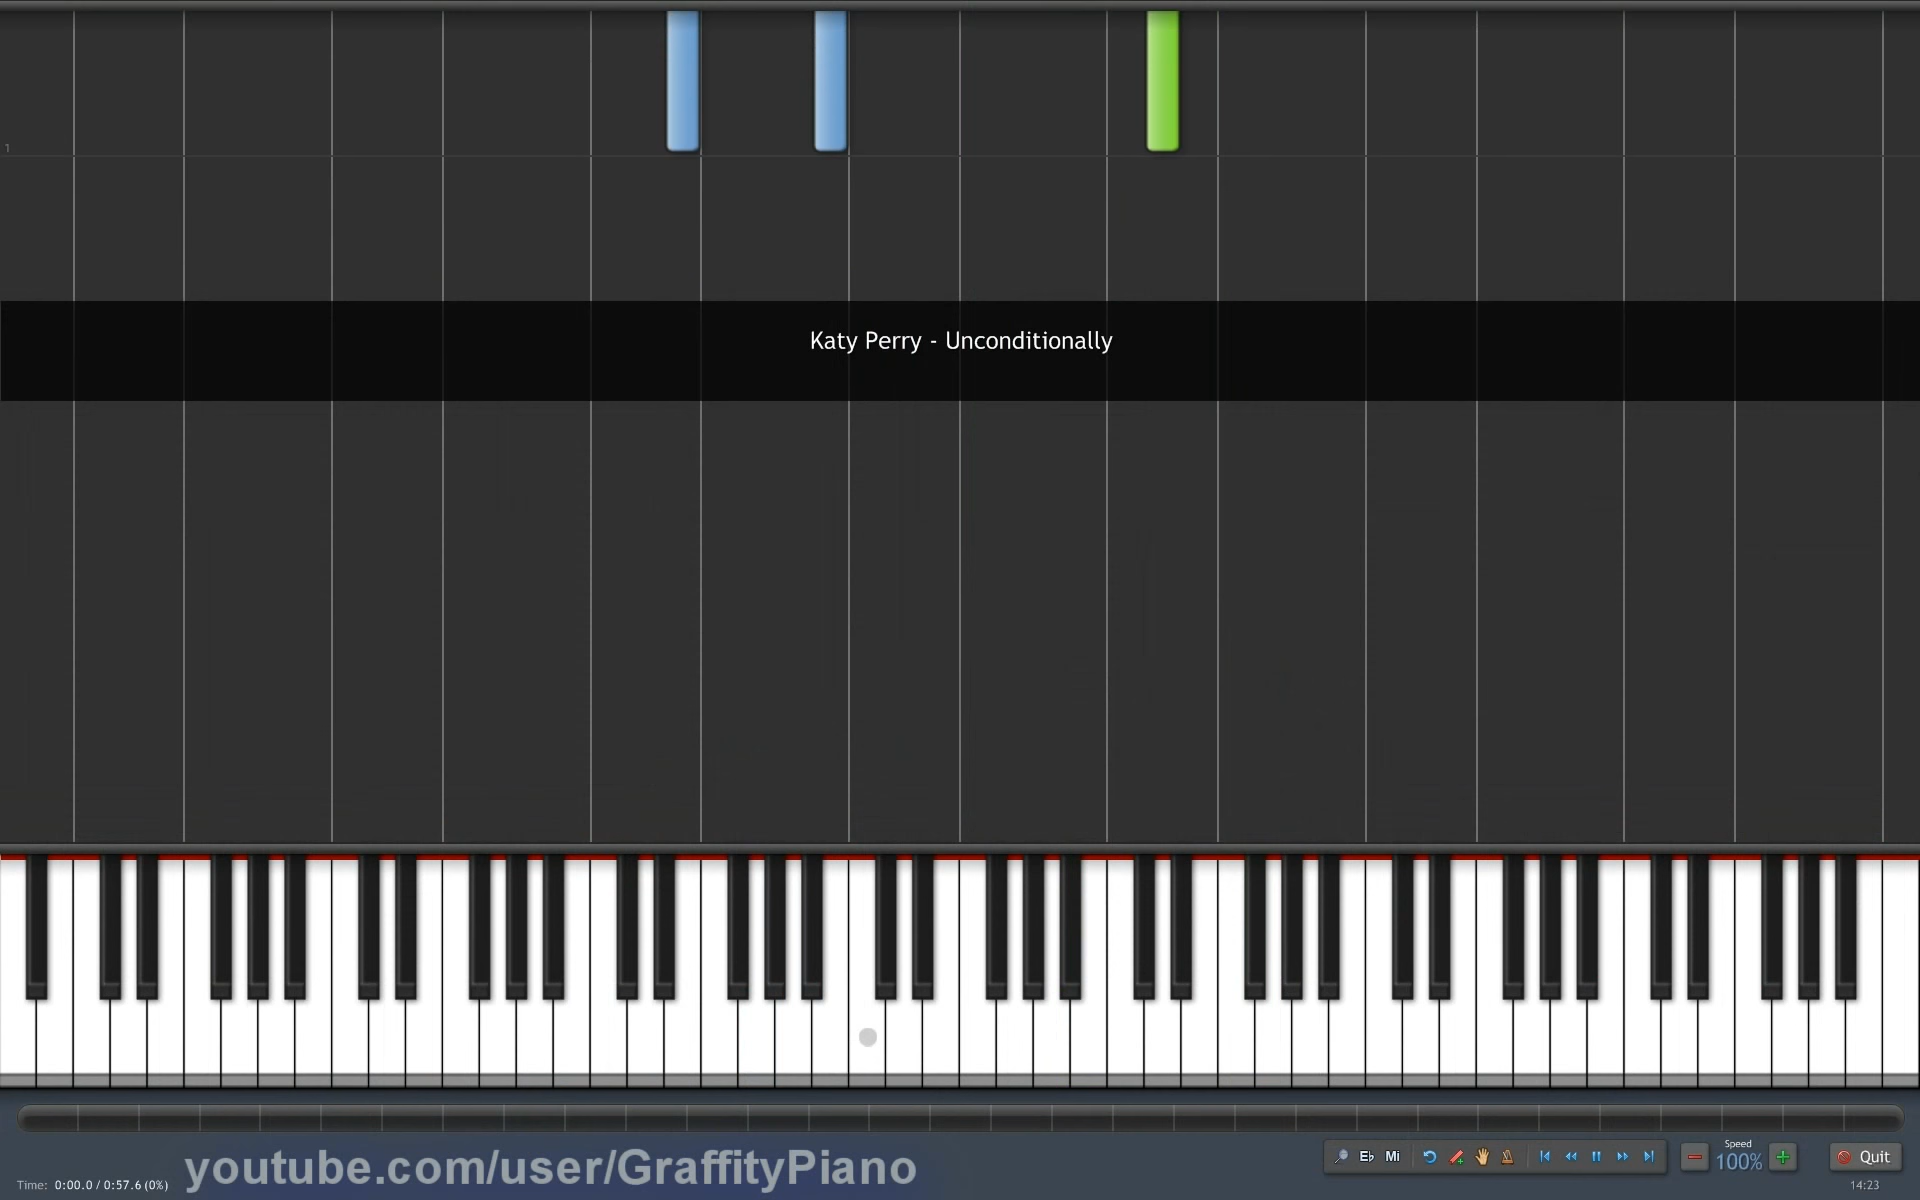 1
Katy Perry - Unconditionally
Speed
Eb Mi 100% Quit
youtube.com/user/GraffityPiano
Time: 0:00.0 / 0:57.6 (0%) 14:23